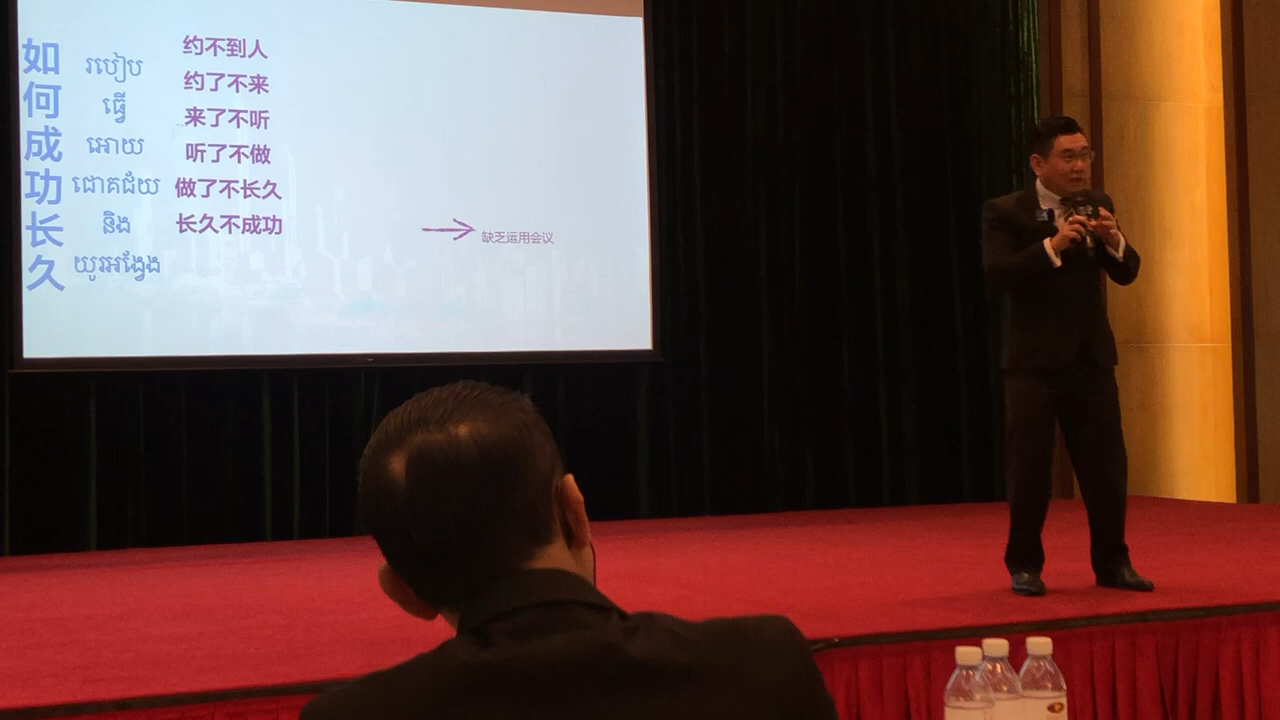 如何成功长久
របៀប
ធ្វើ
អោយ
ជោគជ័យ
និង
យូរអង្វែង
约不到人
约了不来
来了不听
听了不做
做了不长久
长久不成功
缺乏运用会议